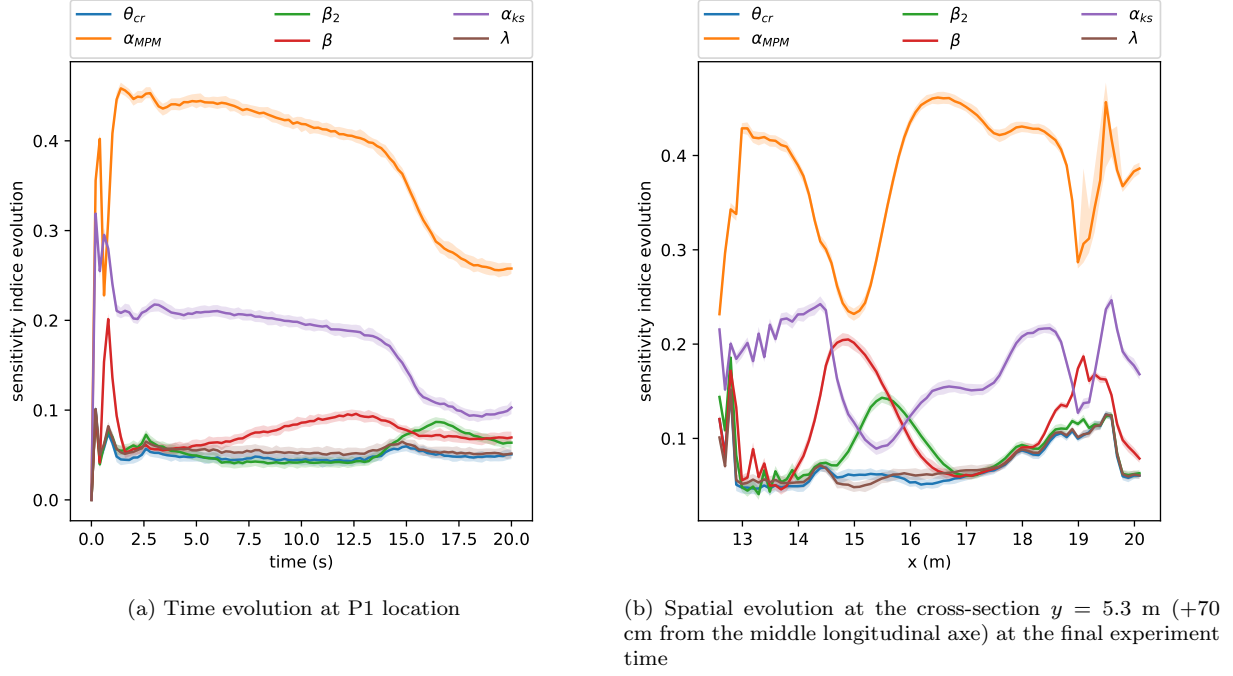 θcr
αMPM
β2
β
αks
λ
sensitivity indice evolution
0.4
0.3
0.2
0.1
0.0
0.0 2.5 5.0 7.5 10.0 12.5 15.0 17.5 20.0
time (s)
(a) Time evolution at P1 location
θcr
αMPM
β2
β
αks
λ
sensitivity indice evolution
0.4
0.3
0.2
0.1
13 14 15 16 17 18 19 20
x (m)
(b) Spatial evolution at the cross-section y = 5.3 m (+70
cm from the middle longitudinal axe) at the final experiment
time